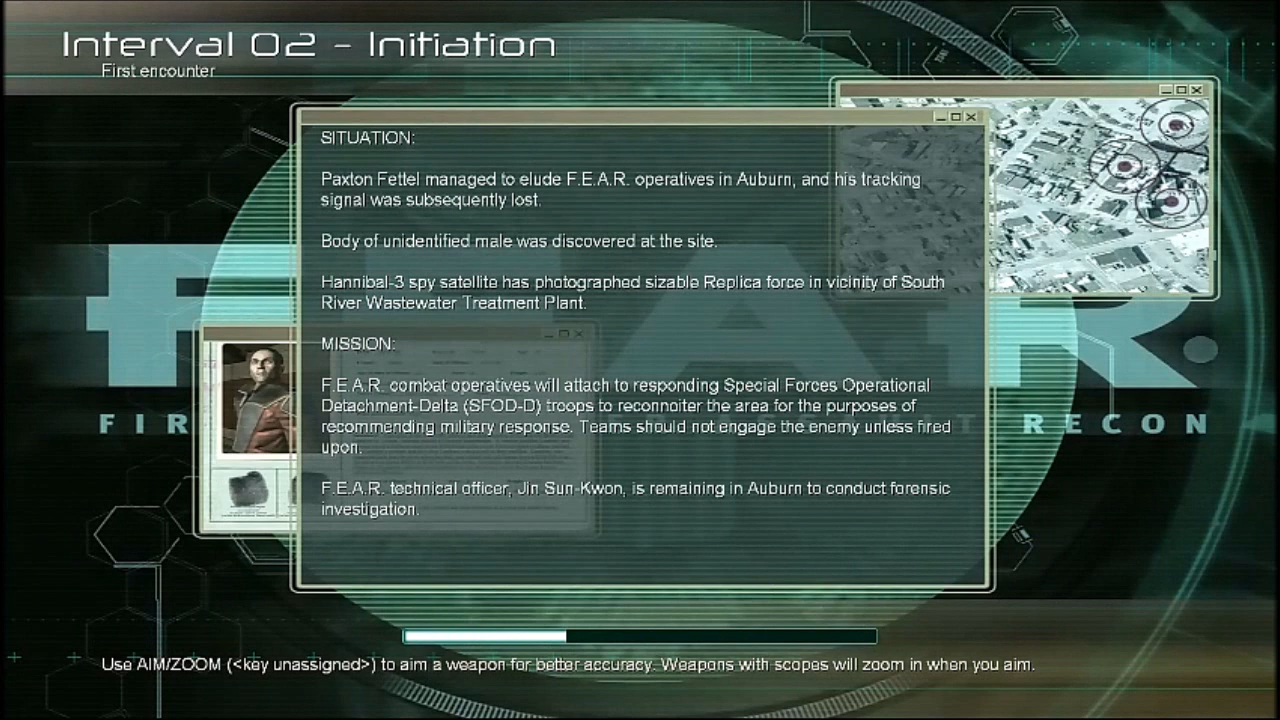 Interval 02 - Initiation
First encounter
SITUATION:
Paxton Fettel managed to elude F.E.A.R. operatives in Auburn, and his tracking
signal was subsequently lost.
Body of unidentified male was discovered at the site.
Hannibal-3 spy satellite has photographed sizable Replica force in vicinity of South
River Wastewater Treatment Plant.
MISSION:
F.E.A.R. combat operatives will attach to responding Special Forces Operational
Detachment-Delta (SFOD-D) troops to reconnoiter the area for the purposes of
recommending military response. Teams should not engage the enemy unless fired
upon.
F.E.A.R. technical officer, Jin Sun-Kwon, is remaining in Auburn to conduct forensic
investigation.
F.E.A.R.
RECON
Use AIM/ZOOM (<key unassigned>) to aim a weapon for better accuracy. Weapons with scopes will zoom in when you aim.